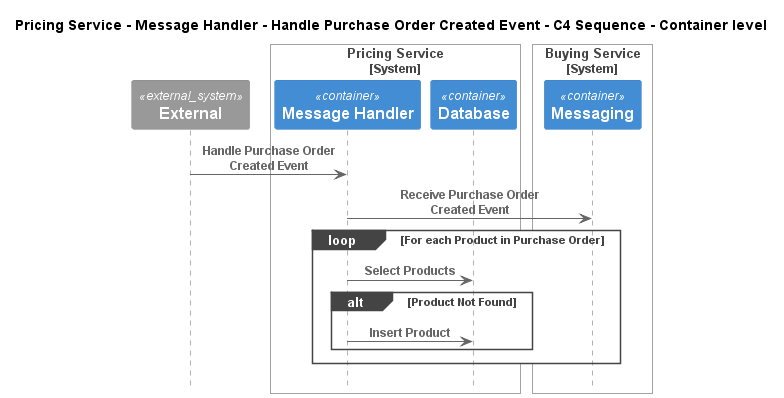 Pricing Service - Message Handler - Handle Purchase Order Created Event - C4 Sequence - Container level
Pricing Service
[System]
Buying Service
[System]
«external_system»
External
«container»
Message Handler
«container»
Database
«container»
Messaging
Handle Purchase Order
Created Event
Receive Purchase Order
Created Event
loop [For each Product in Purchase Order]
Select Products
alt [Product Not Found]
Insert Product